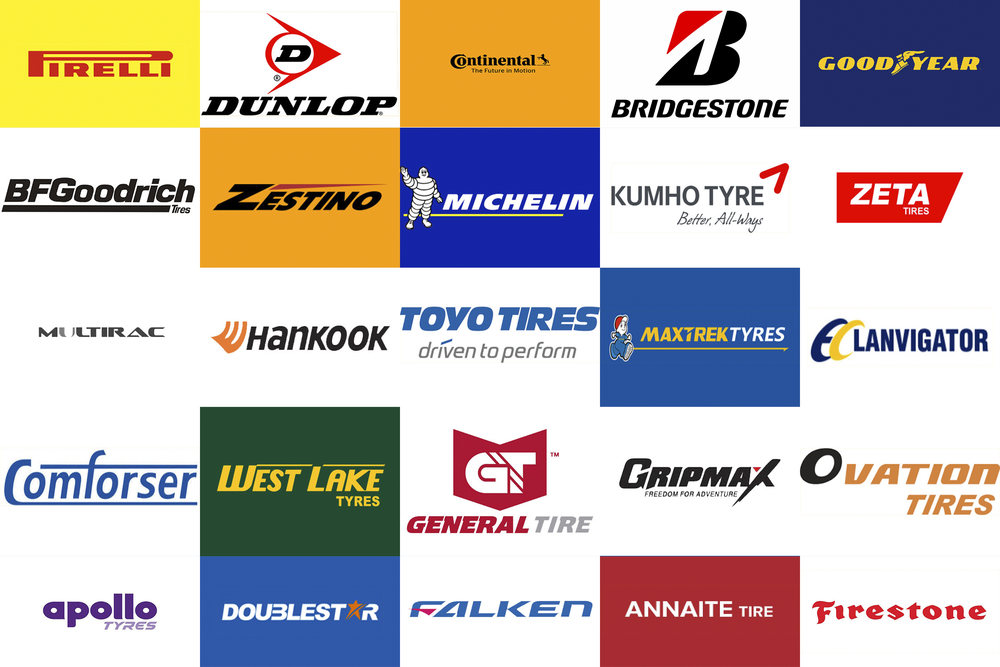 PIRELLI
D
®
DUNLOP®
Continental
The Future in Motion
B
BRIDGESTONE
GOODYEAR
BFGoodrich
Tires
ZESTINO
MICHELIN
KUMHO TYRE
Better, All-Ways
ZETA
TIRES
MULTIRAC
HANKOOK
TOYO TIRES
driven to perform
MAXTREKTYRES
LANVIGATOR
Comforser
WEST LAKE
TYRES
GT ™
GENERAL TIRE
GRIPMAX
FREEDOM FOR ADVENTURE
OVATION
TIRES
apollo
TYRES
DOUBLESTAR
FALKEN
ANNAITE TIRE
Firestone